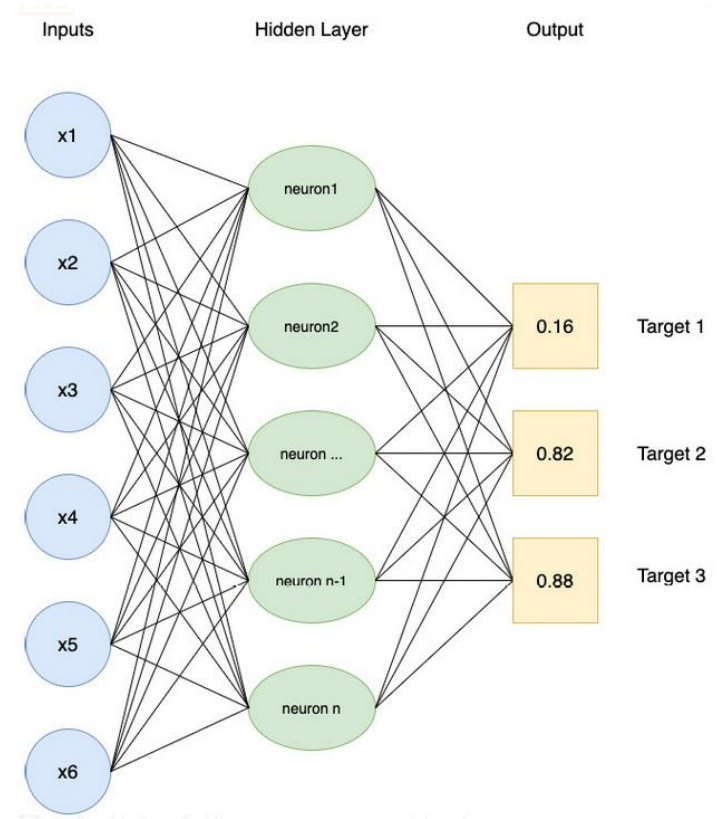 Inputs
Hidden Layer
Output
x1
x2
x3
x4
x5
x6
neuron1
neuron2
neuron ...
neuron n-1
neuron n
0.16
0.82
0.88
Target 1
Target 2
Target 3